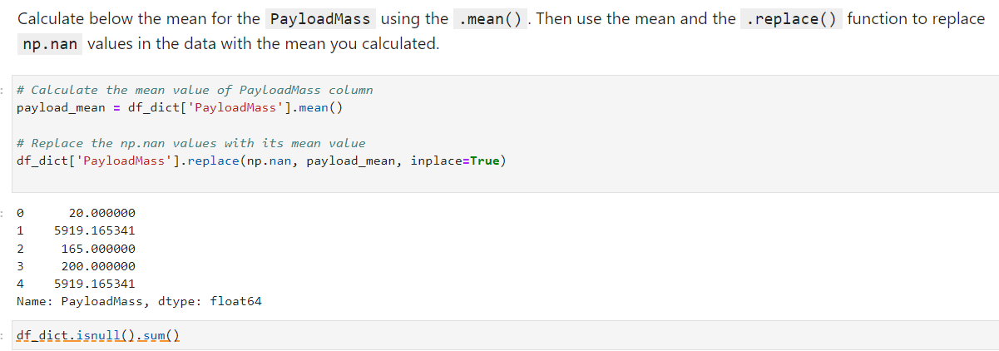 Calculate below the mean for the PayloadMass using the .mean(). Then use the mean and the .replace() function to replace
np.nan values in the data with the mean you calculated.
:
# Calculate the mean value of PayloadMass column
payload_mean = df_dict['PayloadMass'].mean()
# Replace the np.nan values with its mean value
df_dict['PayloadMass'].replace(np.nan, payload_mean, inplace=True)
: 0 20.000000
1 5919.165341
2 165.000000
3 200.000000
4 5919.165341
Name: PayloadMass, dtype: float64
: df_dict.isnull().sum()